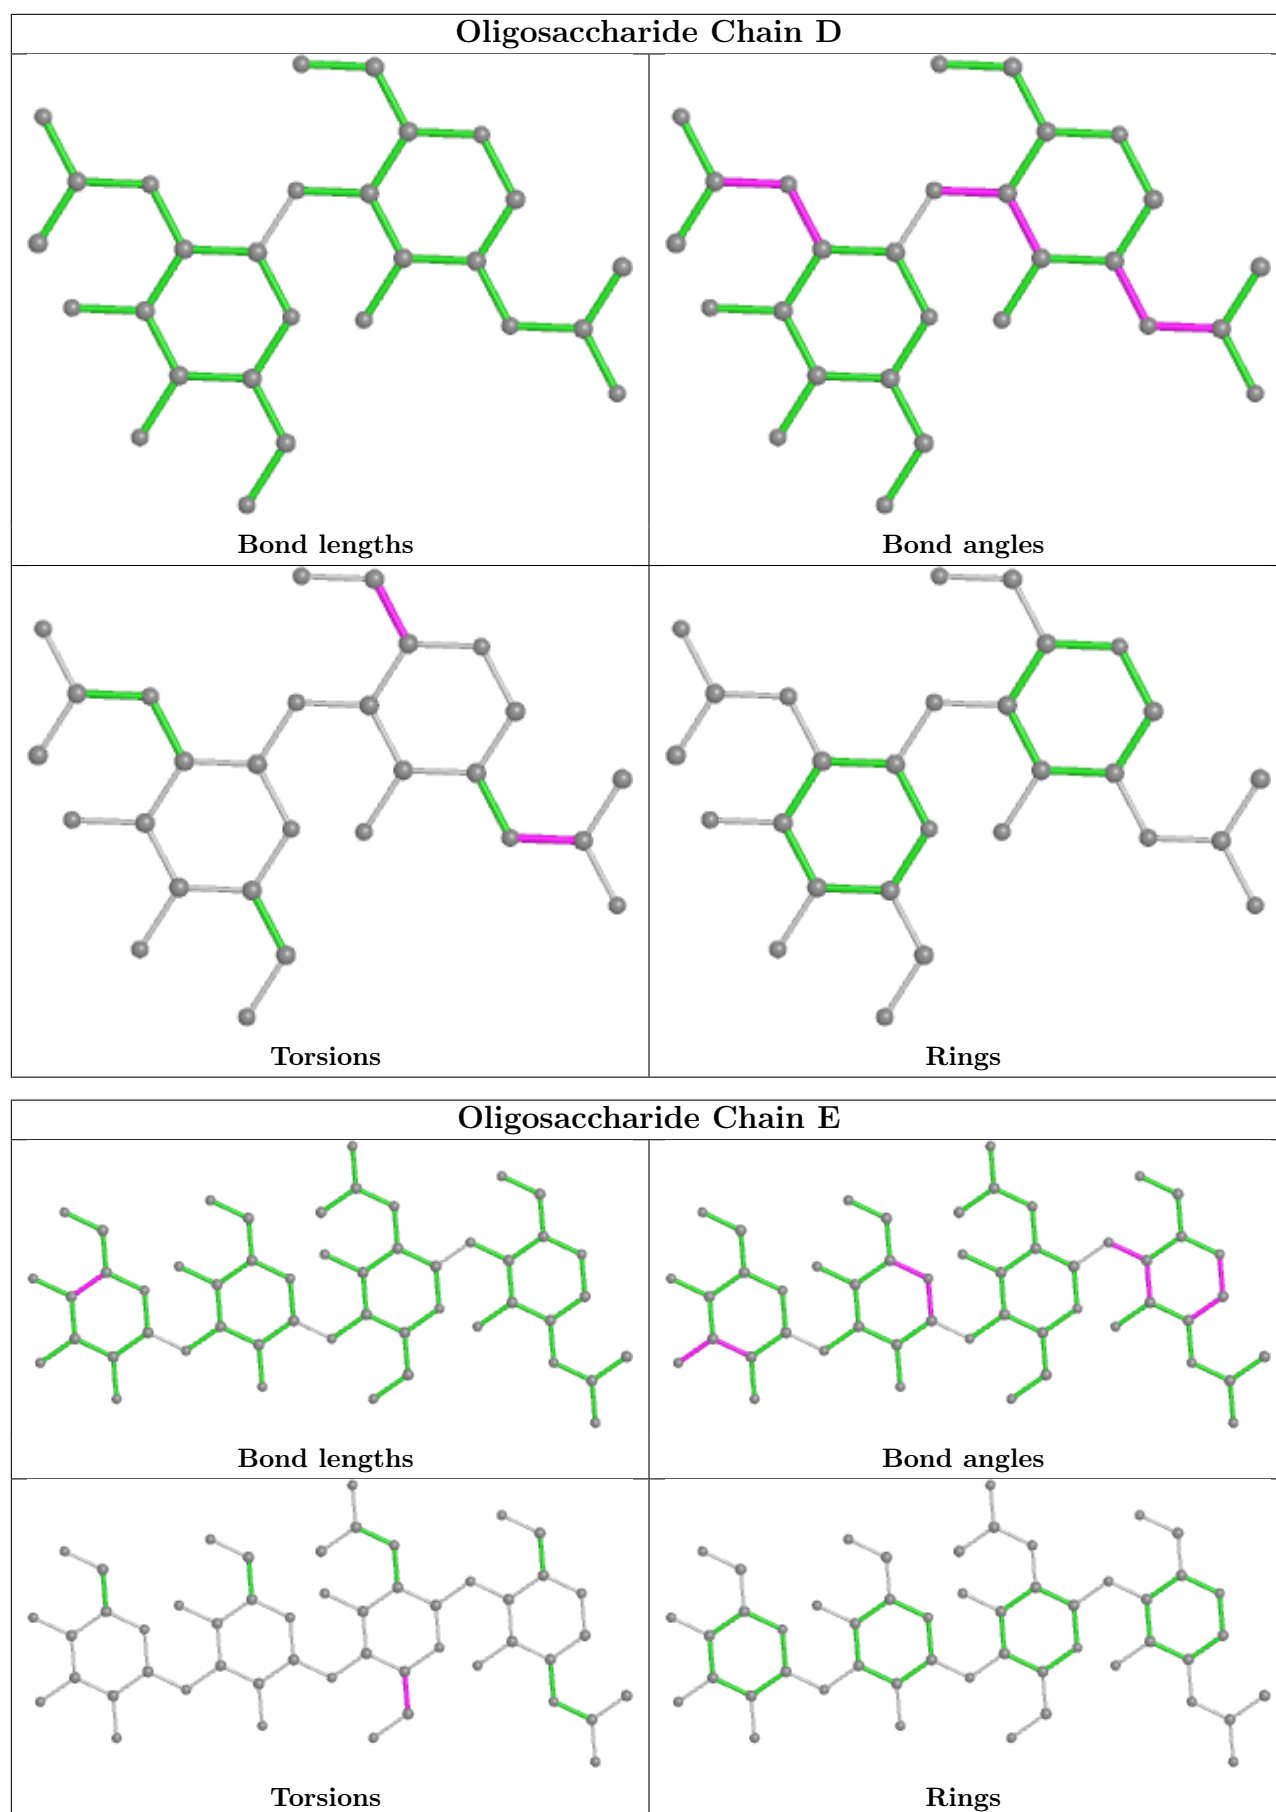 Oligosaccharide Chain D
Bond lengths
Bond angles
Torsions
Rings
Oligosaccharide Chain E
Bond lengths
Bond angles
Torsions
Rings